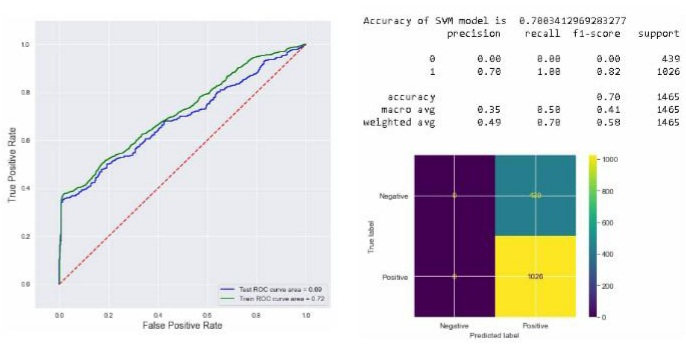 1.0
0.8
0.6
0.4
0.2
0.0
True Positive Rate
0.0 0.2 0.4 0.6 0.8 1.0
False Positive Rate
Test ROC curve area = 0.69
Train ROC curve area = 0.72
Accuracy of SVM model is 0.7003412969283277
precision recall f1-score support
0 0.00 0.00 0.00 439
1 0.70 1.00 0.82 1026
accuracy 0.70 1465
macro avg 0.35 0.50 0.41 1465
weighted avg 0.49 0.70 0.58 1465
True label
Negative 0
Positive 0 1026
Negative Positive
Predicted label
1000
800
600
400
200
0